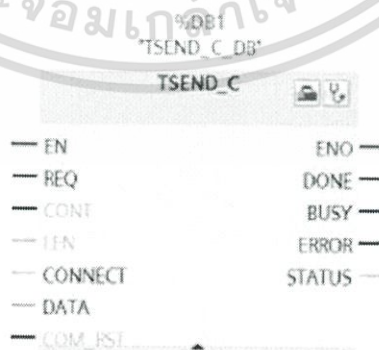 %DB1
"TSEND_C_DB"
TSEND_C
EN
ENO
REQ
DONE
CONT
BUSY
LEN
ERROR
CONNECT
STATUS
DATA
COM_RST